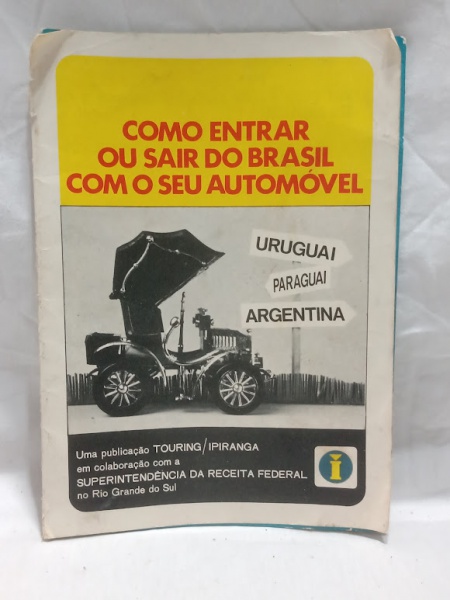 COMO ENTRAR
OU SAIR DO BRASIL
COM O SEU AUTOMÓVEL
URUGUAI
PARAGUAI
ARGENTINA
Uma publicação TOURING/IPIRANGA
em colaboração com a
SUPERINTENDÊNCIA DA RECEITA FEDERAL
no Rio Grande do Sul